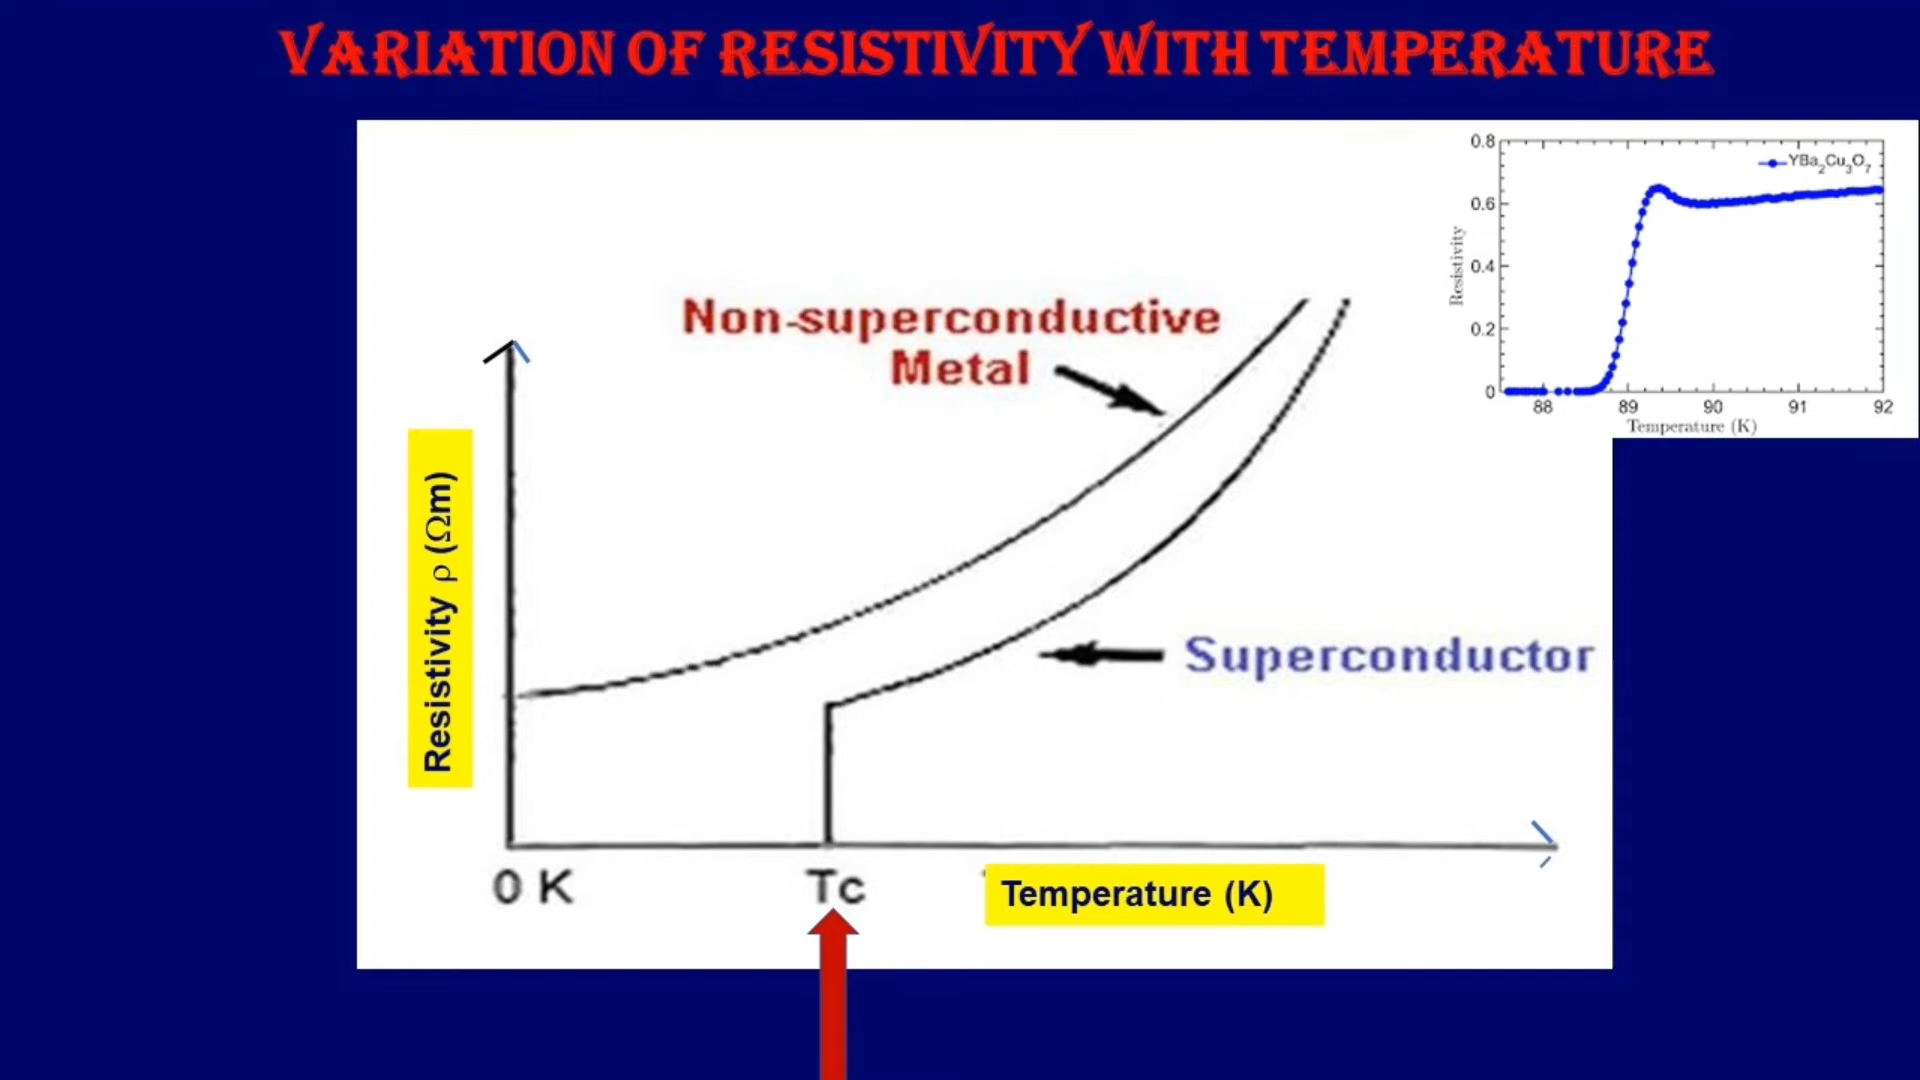 VARIATION OF RESISTIVITY WITH TEMPERATURE
0.8
YBa2Cu3O7
0.6
0.4
0.2
0
Resistivity
88 89 90 91 92
Temperature (K)
Non-superconductive
Metal
Resistivity ρ (Ωm)
Superconductor
0 K
Tc
Temperature (K)